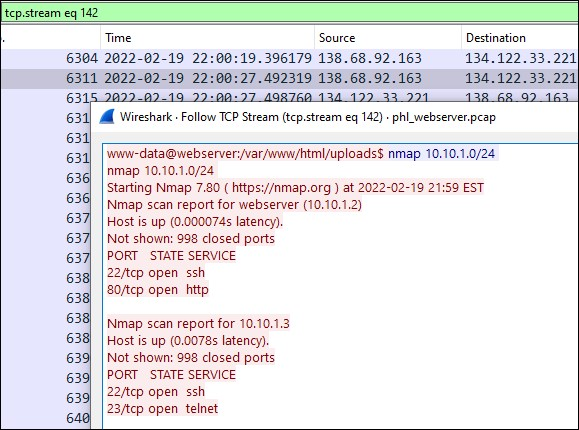 tcp.stream eq 142
Time Source Destination
6304 2022-02-19 22:00:19.396179 138.68.92.163 134.122.33.221
6311 2022-02-19 22:00:27.492319 138.68.92.163 134.122.33.221
6315 2022-02-19 22:00:27.498760 134.122.33.221 138.68.92.163
Wireshark · Follow TCP Stream (tcp.stream eq 142) · phl_webserver.pcap
631
www-data@webserver:/var/www/html/uploads$ nmap 10.10.1.0/24
631
nmap 10.10.1.0/24
631
Starting Nmap 7.80 ( https://nmap.org ) at 2022-02-19 21:59 EST
636
Nmap scan report for webserver (10.10.1.2)
636
Host is up (0.000074s latency).
637
Not shown: 998 closed ports
637
PORT STATE SERVICE
637
22/tcp open ssh
638
80/tcp open http
638
638
Nmap scan report for 10.10.1.3
638
Host is up (0.0078s latency).
639
Not shown: 998 closed ports
639
PORT STATE SERVICE
639
22/tcp open ssh
640
23/tcp open telnet